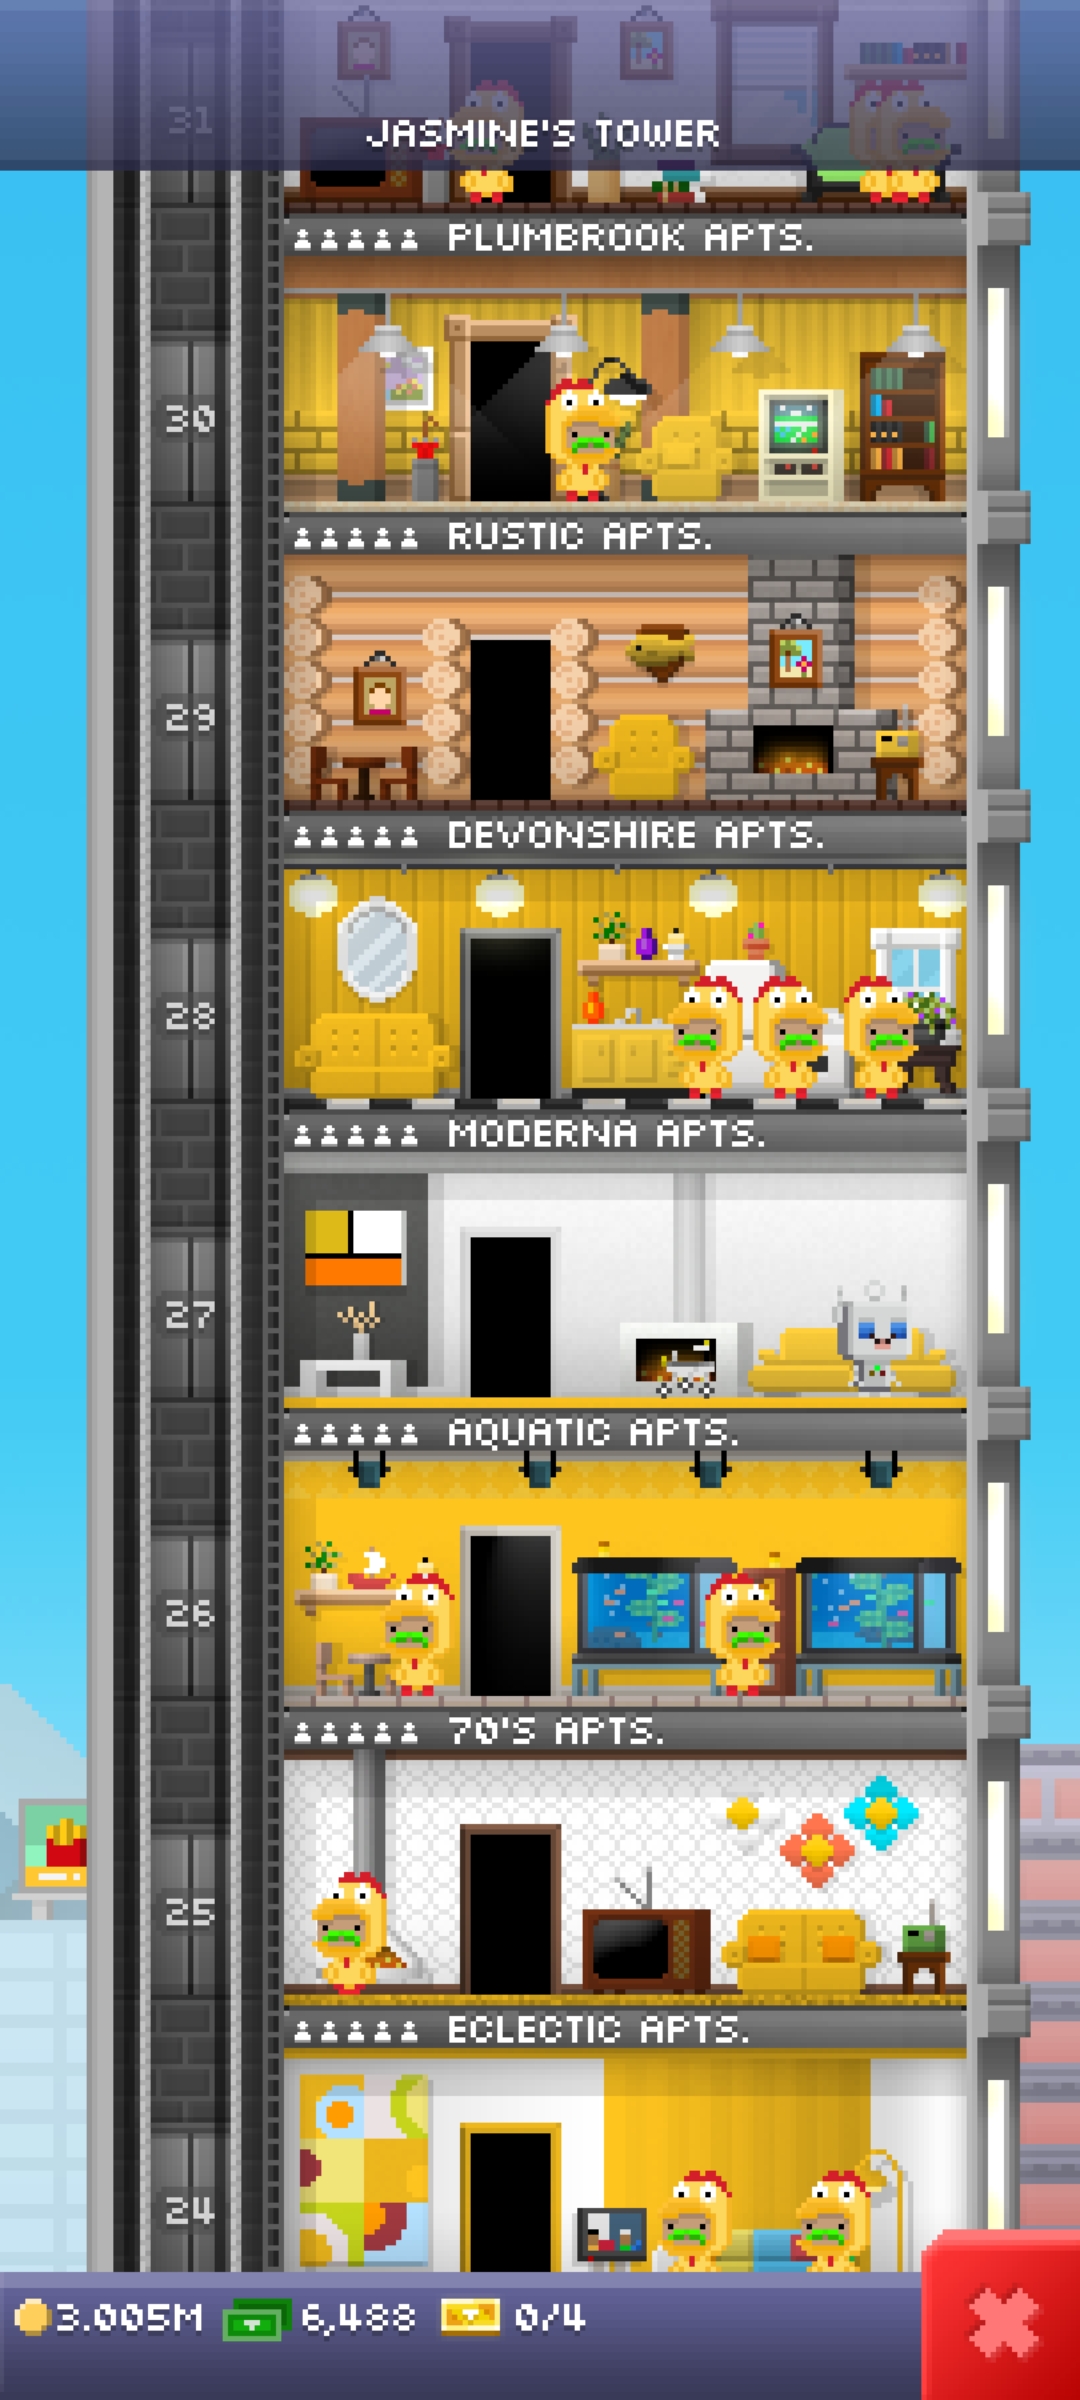 31
JASMINE'S TOWER
PLUMBROOK APTS.
30
RUSTIC APTS.
29
DEVONSHIRE APTS.
28
MODERNA APTS.
27
AQUATIC APTS.
26
70'S APTS.
25
ECLECTIC APTS.
24
3.005M 6,488 0/4